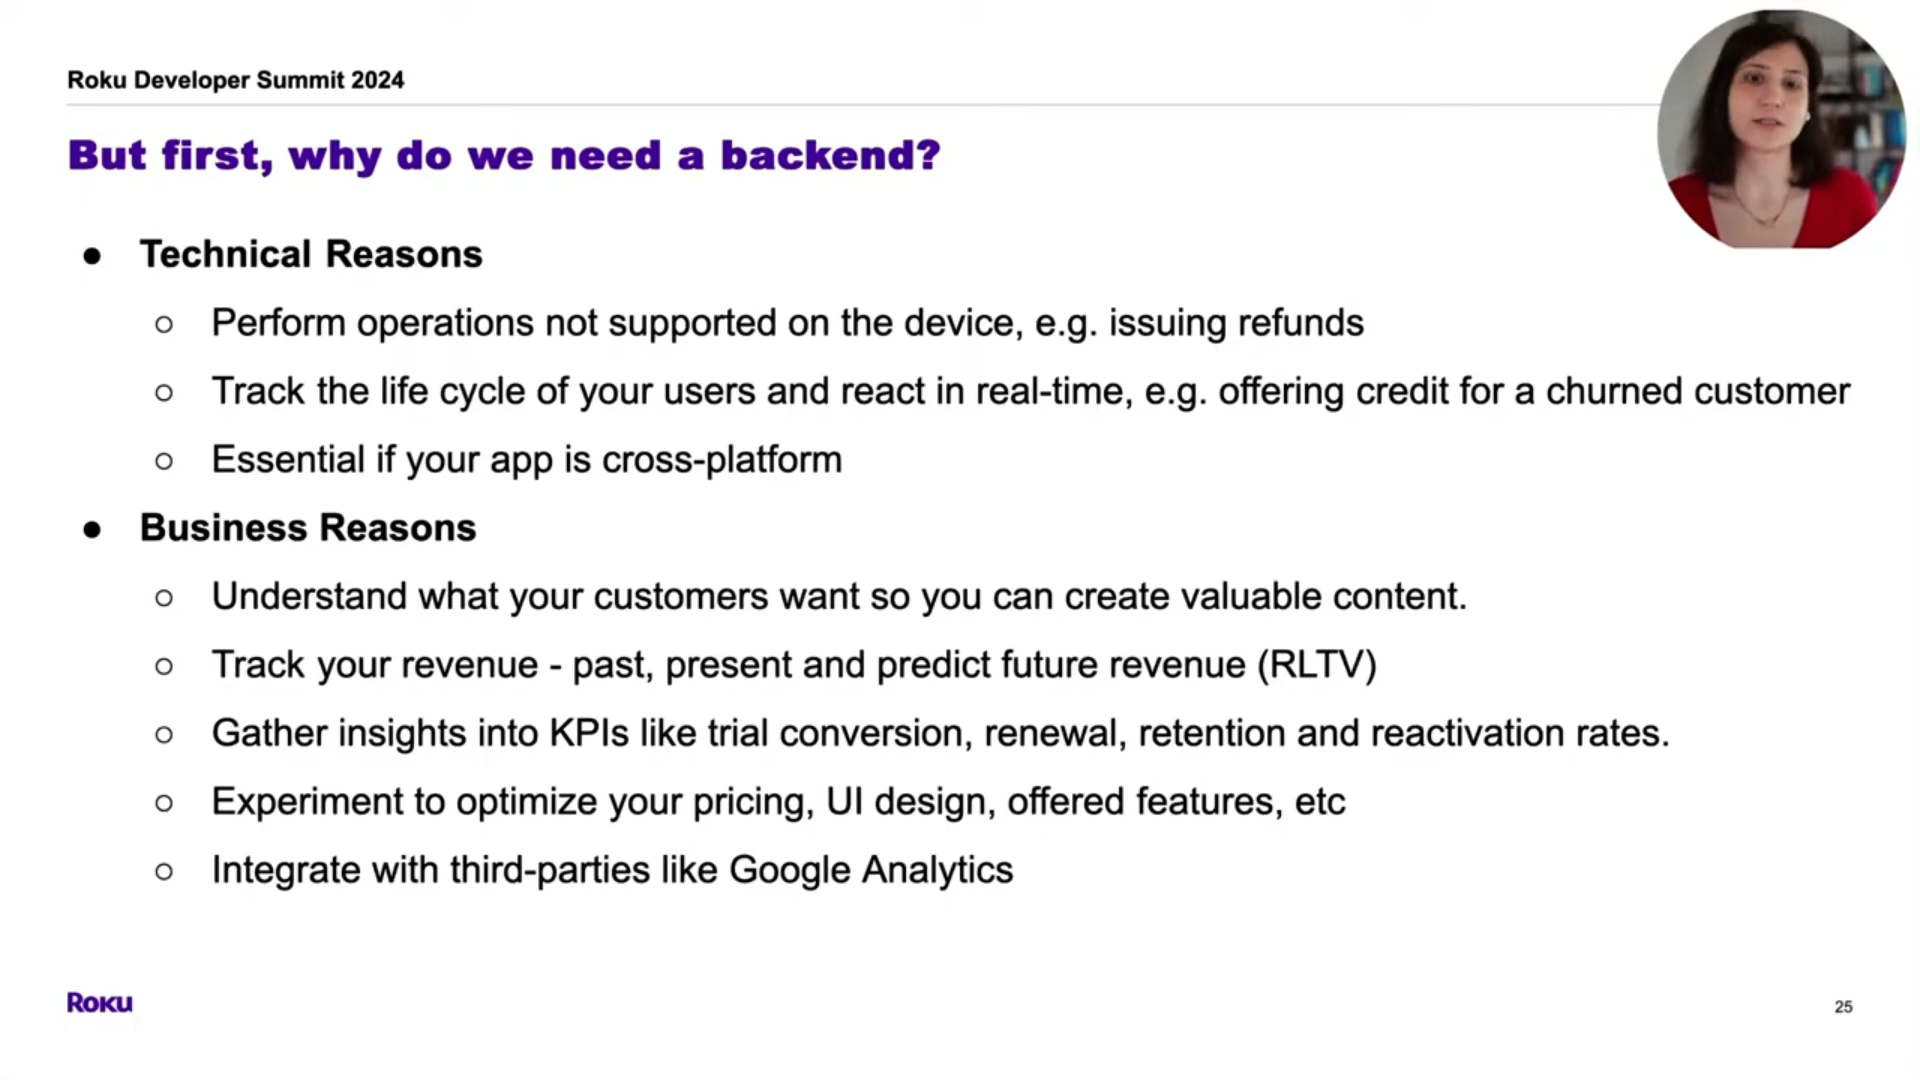 Roku Developer Summit 2024
But first, why do we need a backend?
● Technical Reasons
○ Perform operations not supported on the device, e.g. issuing refunds
○ Track the life cycle of your users and react in real-time, e.g. offering credit for a churned customer
○ Essential if your app is cross-platform
● Business Reasons
○ Understand what your customers want so you can create valuable content.
○ Track your revenue - past, present and predict future revenue (RLTV)
○ Gather insights into KPIs like trial conversion, renewal, retention and reactivation rates.
○ Experiment to optimize your pricing, UI design, offered features, etc
○ Integrate with third-parties like Google Analytics
Roku
25